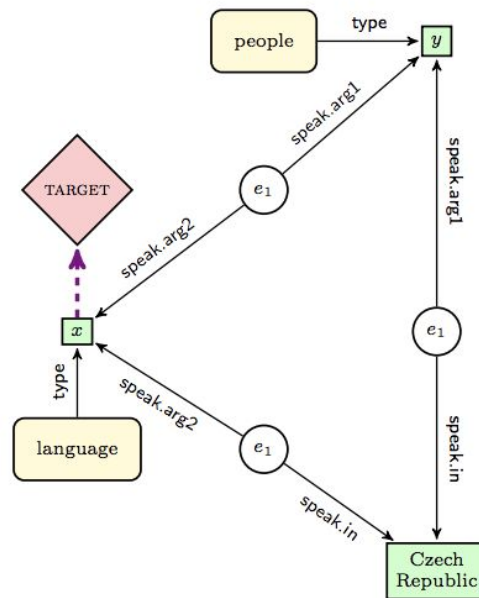 people
type
y
speak.arg1
e1
speak.arg1
TARGET
speak.arg2
x
e1
type
speak.arg2
language
e1
speak.in
speak.in
Czech
Republic